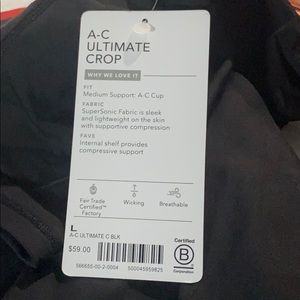 A-C
ULTIMATE
CROP
WHY WE LOVE IT
FIT
Medium Support: A-C Cup
FABRIC
SuperSonic Fabric is sleek
and lightweight on the skin
with supportive compression
FAVE
Internal shelf provides
compressive support
Fair Trade
Certified™
Factory
Wicking
Breathable
L
A-C ULTIMATE C BLK
$59.00
Certified
B
Corporation
566655-00-2-0004
500045959825